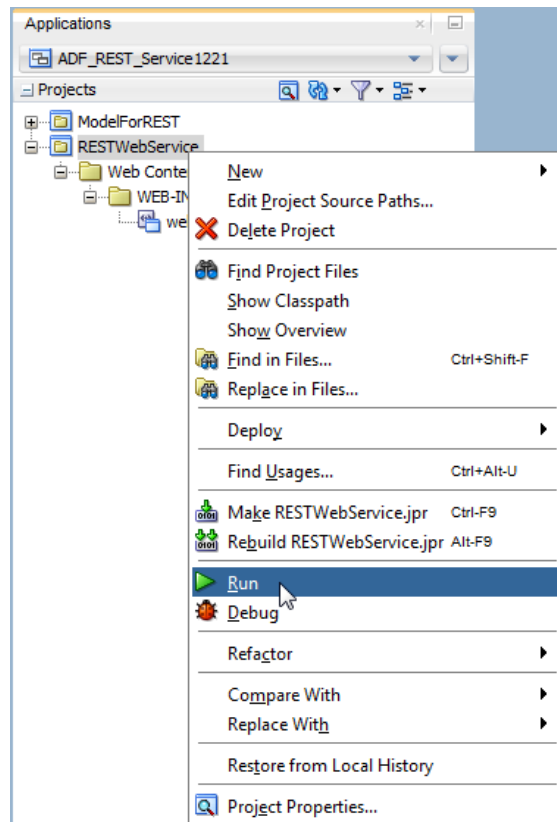 Applications
ADF_REST_Service1221
Projects
ModelForREST
RESTWebService
Web Conte
WEB-IN
we
New
Edit Project Source Paths...
Delete Project
Find Project Files
Show Classpath
Show Overview
Find in Files... Ctrl+Shift-F
Replace in Files...
Deploy
Find Usages... Ctrl+Alt-U
Make RESTWebService.jpr Ctrl-F9
Rebuild RESTWebService.jpr Alt-F9
Run
Debug
Refactor
Compare With
Replace With
Restore from Local History
Project Properties...